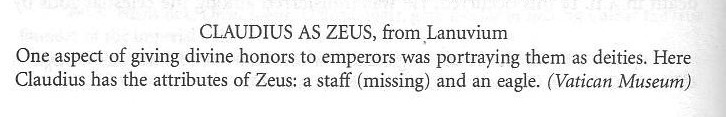 CLAUDIUS AS ZEUS, from Lanuvium
One aspect of giving divine honors to emperors was portraying them as deities. Here
Claudius has the attributes of Zeus: a staff (missing) and an eagle. (Vatican Museum)